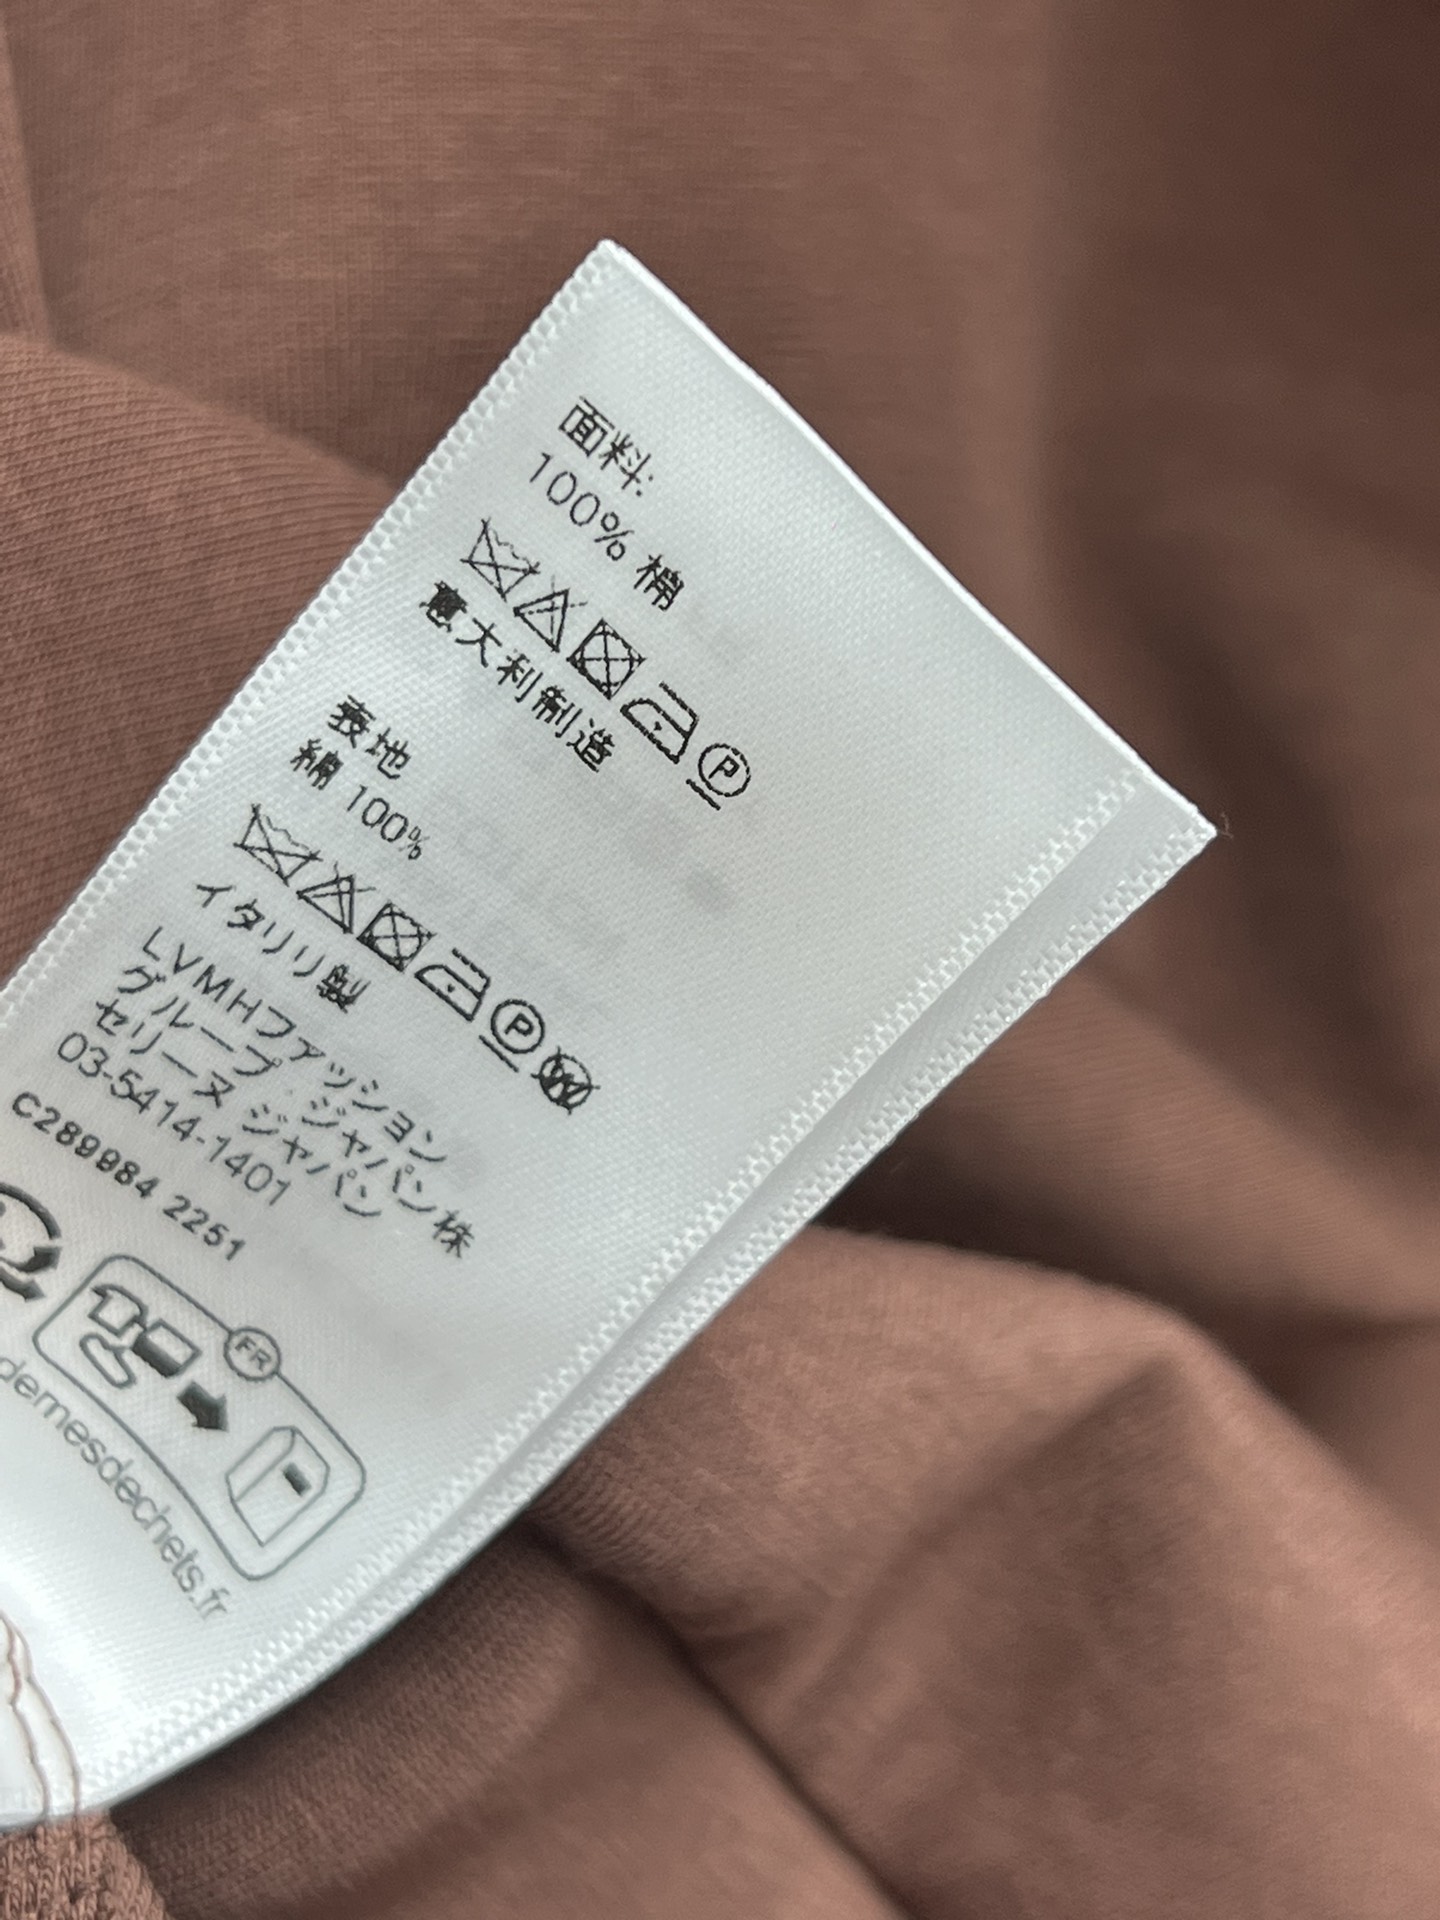 面料:
100% 棉
意大利制造
表地
綿 100%
P
イタリリ製
LVMHファッション
グループ ジャパン株
セリーヌ ジャパン
03-5414-1401
C289984 2251
FR
demesdechets.fr